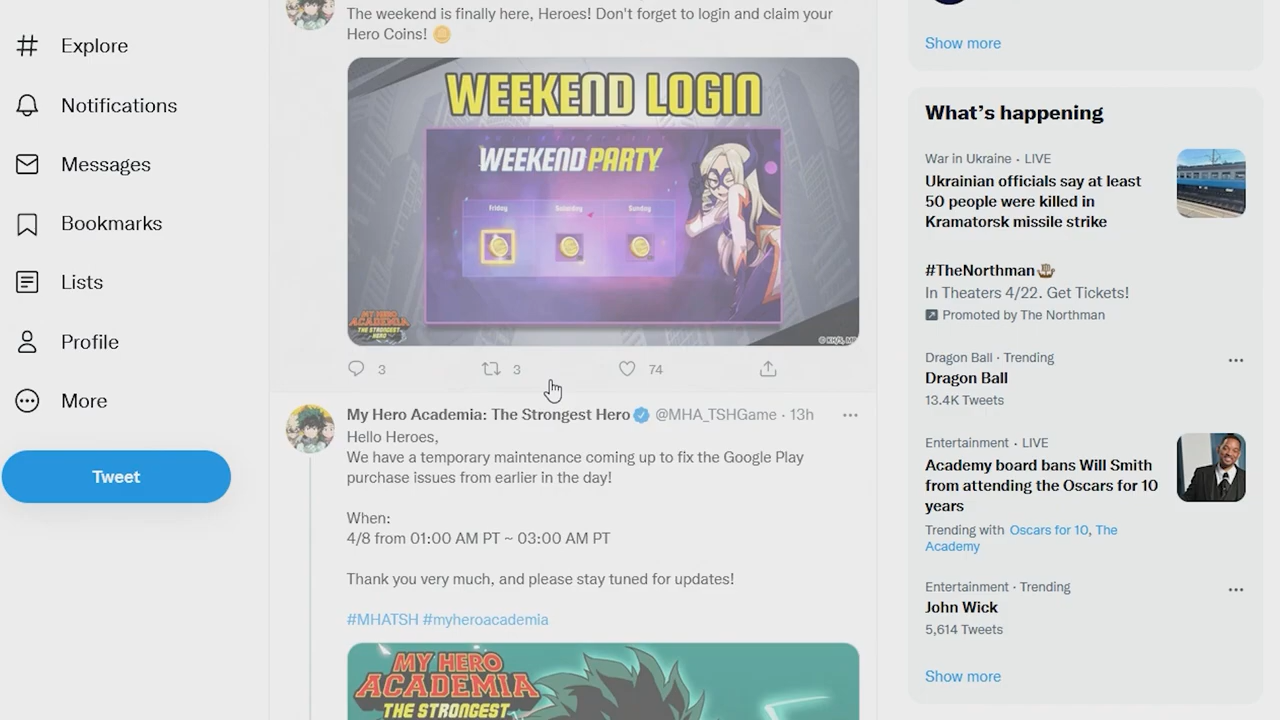 Explore
Notifications
Messages
Bookmarks
Lists
Profile
More
Tweet
The weekend is finally here, Heroes! Don't forget to login and claim your
Hero Coins!
WEEKEND LOGIN
WEEKEND PARTY
Friday
Saturday
Sunday
MY HERO
ACADEMIA
THE STRONGEST
HERO
3
3
74
My Hero Academia: The Strongest Hero @MHA_TSHGame · 13h
Hello Heroes,
We have a temporary maintenance coming up to fix the Google Play
purchase issues from earlier in the day!
When:
4/8 from 01:00 AM PT ~ 03:00 AM PT
Thank you very much, and please stay tuned for updates!
#MHATSH #myheroacademia
MY HERO
ACADEMIA
THE STRONGEST
Show more
What's happening
War in Ukraine · LIVE
Ukrainian officials say at least
50 people were killed in
Kramatorsk missile strike
#TheNorthman
In Theaters 4/22. Get Tickets!
Promoted by The Northman
Dragon Ball · Trending
Dragon Ball
13.4K Tweets
Entertainment · LIVE
Academy board bans Will Smith
from attending the Oscars for 10
years
Trending with Oscars for 10, The
Academy
Entertainment · Trending
John Wick
5,614 Tweets
Show more